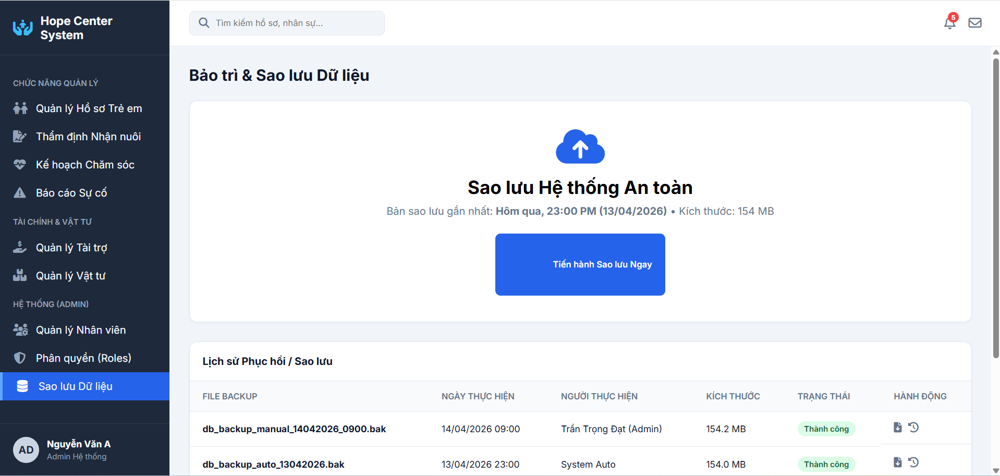 Hope Center
System
Tìm kiếm hồ sơ, nhân sự...
5
CHỨC NĂNG QUẢN LÝ
Quản lý Hồ sơ Trẻ em
Thẩm định Nhận nuôi
Kế hoạch Chăm sóc
Báo cáo Sự cố
TÀI CHÍNH & VẬT TƯ
Quản lý Tài trợ
Quản lý Vật tư
HỆ THỐNG (ADMIN)
Quản lý Nhân viên
Phân quyền (Roles)
Sao lưu Dữ liệu
AD
Nguyễn Văn A
Admin Hệ thống
Bảo trì & Sao lưu Dữ liệu
Sao lưu Hệ thống An toàn
Bản sao lưu gần nhất: Hôm qua, 23:00 PM (13/04/2026) • Kích thước: 154 MB
Tiến hành Sao lưu Ngay
Lịch sử Phục hồi / Sao lưu
FILE BACKUP NGÀY THỰC HIỆN NGƯỜI THỰC HIỆN KÍCH THƯỚC TRẠNG THÁI HÀNH ĐỘNG
db_backup_manual_14042026_0900.bak 14/04/2026 09:00 Trần Trọng Đạt (Admin) 154.2 MB Thành công
db_backup_auto_13042026.bak 13/04/2026 23:00 System Auto 154.0 MB Thành công